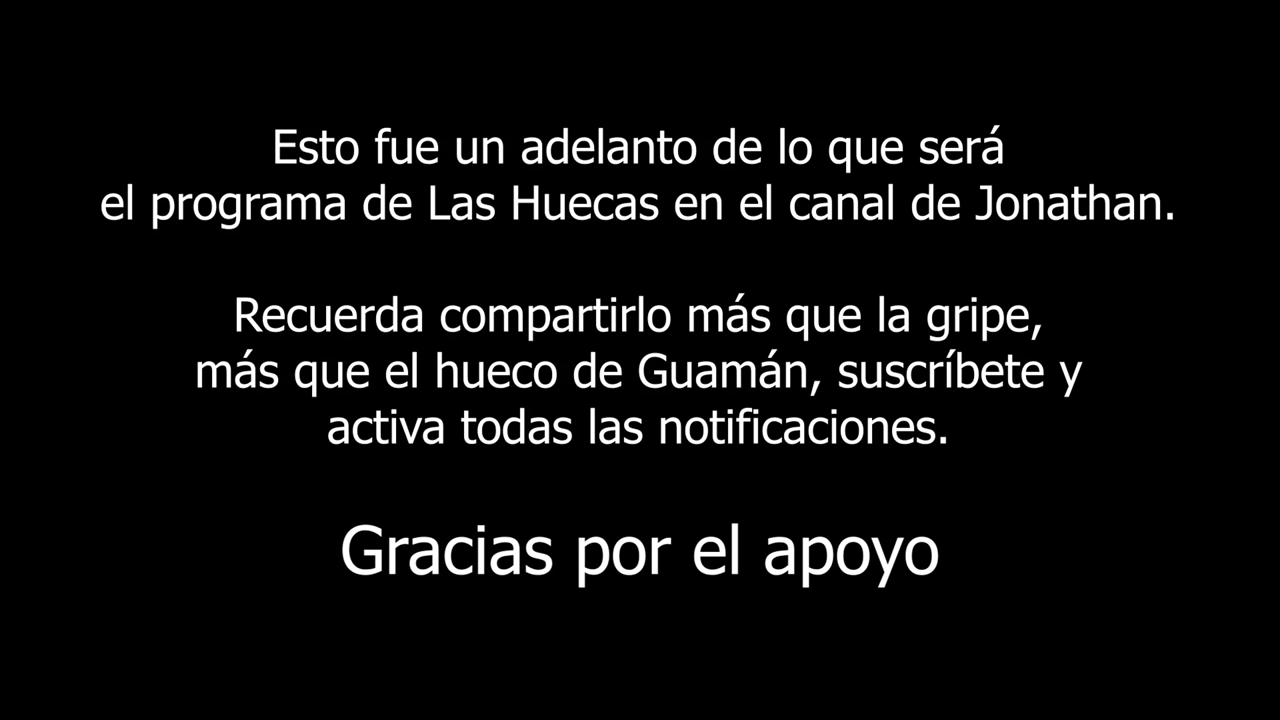 Esto fue un adelanto de lo que será
el programa de Las Huecas en el canal de Jonathan.
Recuerda compartirlo más que la gripe,
más que el hueco de Guamán, suscríbete y
activa todas las notificaciones.
Gracias por el apoyo